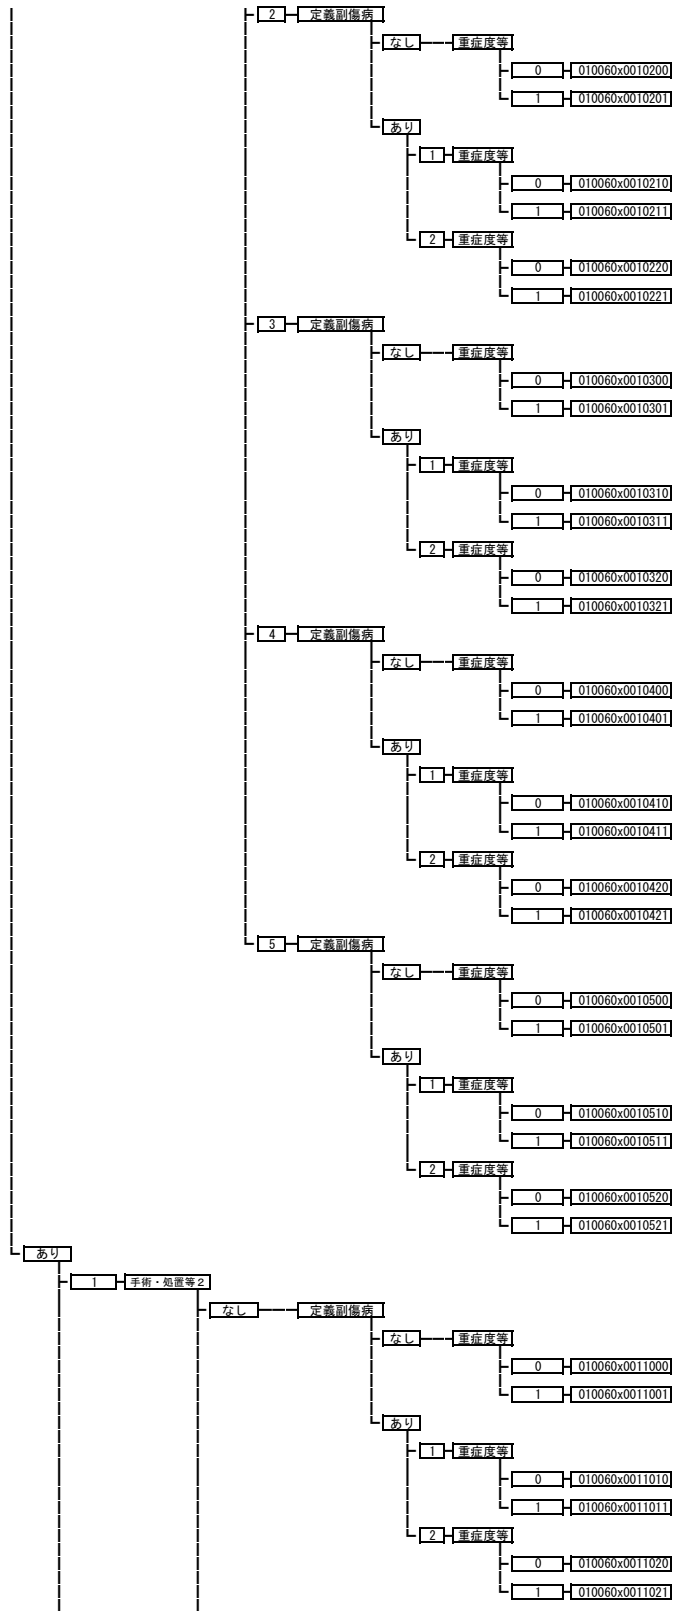 2 定義副傷病
なし 重症度等
0 010060x0010200
1 010060x0010201
あり
1 重症度等
0 010060x0010210
1 010060x0010211
2 重症度等
0 010060x0010220
1 010060x0010221
3 定義副傷病
なし 重症度等
0 010060x0010300
1 010060x0010301
あり
1 重症度等
0 010060x0010310
1 010060x0010311
2 重症度等
0 010060x0010320
1 010060x0010321
4 定義副傷病
なし 重症度等
0 010060x0010400
1 010060x0010401
あり
1 重症度等
0 010060x0010410
1 010060x0010411
2 重症度等
0 010060x0010420
1 010060x0010421
5 定義副傷病
なし 重症度等
0 010060x0010500
1 010060x0010501
あり
1 重症度等
0 010060x0010510
1 010060x0010511
2 重症度等
0 010060x0010520
1 010060x0010521
あり
1 手術・処置等2
なし 定義副傷病
なし 重症度等
0 010060x0011000
1 010060x0011001
あり
1 重症度等
0 010060x0011010
1 010060x0011011
2 重症度等
0 010060x0011020
1 010060x0011021